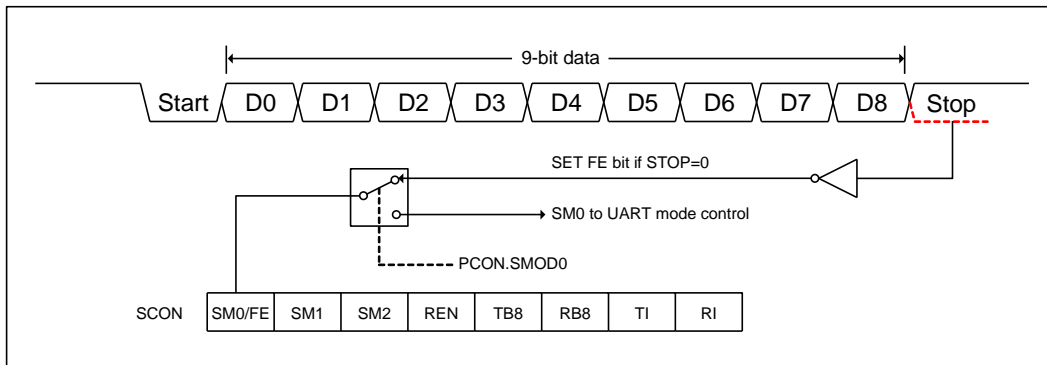 9-bit data
Start D0 D1 D2 D3 D4 D5 D6 D7 D8 Stop
SET FE bit if STOP=0
SM0 to UART mode control
PCON.SMOD0
SCON SM0/FE SM1 SM2 REN TB8 RB8 TI RI